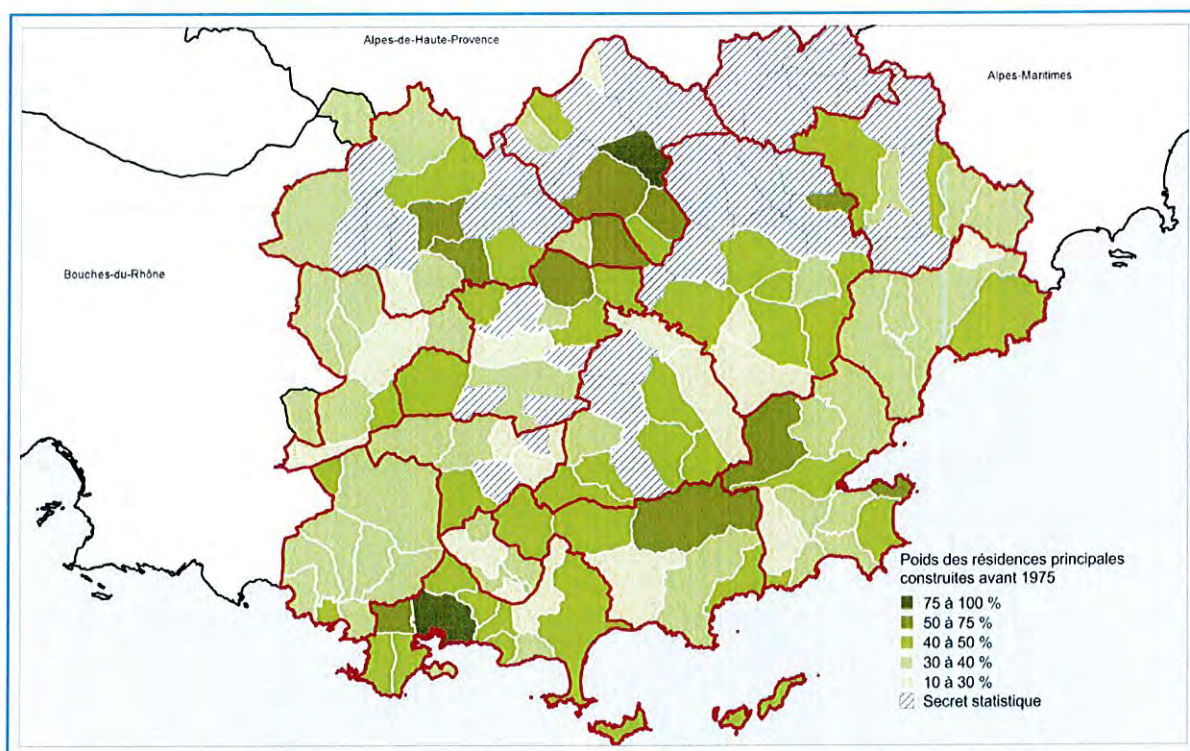 Alpes-de-Haute-Provence
Alpes-Maritimes
Bouches-du-Rhône
Poids des résidences principales
construites avant 1975
75 à 100 %
50 à 75 %
40 à 50 %
30 à 40 %
10 à 30 %
Secret statistique